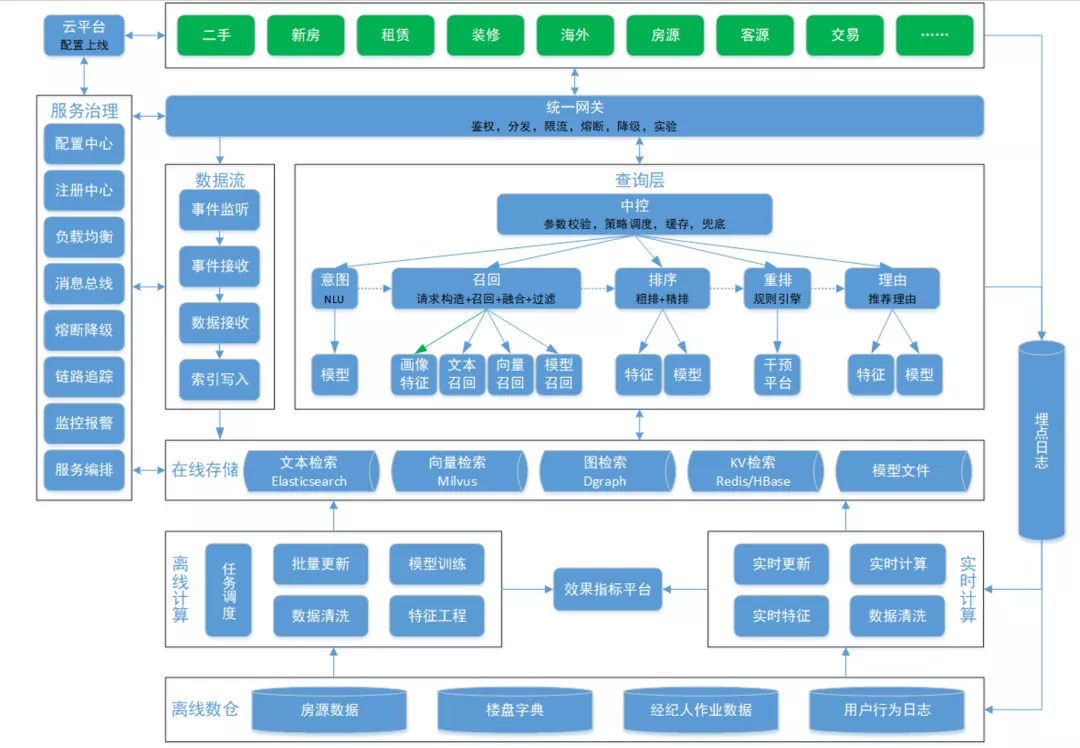 云平台
配置上线
二手
新房
租赁
装修
海外
房源
客源
交易
……
服务治理
配置中心
注册中心
负载均衡
消息总线
熔断降级
链路追踪
监控报警
服务编排
统一网关
鉴权，分发，限流，熔断，降级，实验
数据流
事件监听
事件接收
数据接收
索引写入
查询层
中控
参数校验，策略调度，缓存，兜底
意图
NLU
召回
请求构造+召回+融合+过滤
排序
粗排+精排
重排
规则引擎
理由
推荐理由
模型
画像
特征
文本
召回
向量
召回
模型
召回
特征
模型
干预
平台
特征
模型
埋点日志
在线存储
文本检索
Elasticsearch
向量检索
Milvus
图检索
Dgraph
KV检索
Redis/HBase
模型文件
离线计算
任务调度
批量更新
模型训练
数据清洗
特征工程
效果指标平台
实时更新
实时计算
实时特征
数据清洗
实时计算
离线数仓
房源数据
楼盘字典
经纪人作业数据
用户行为日志